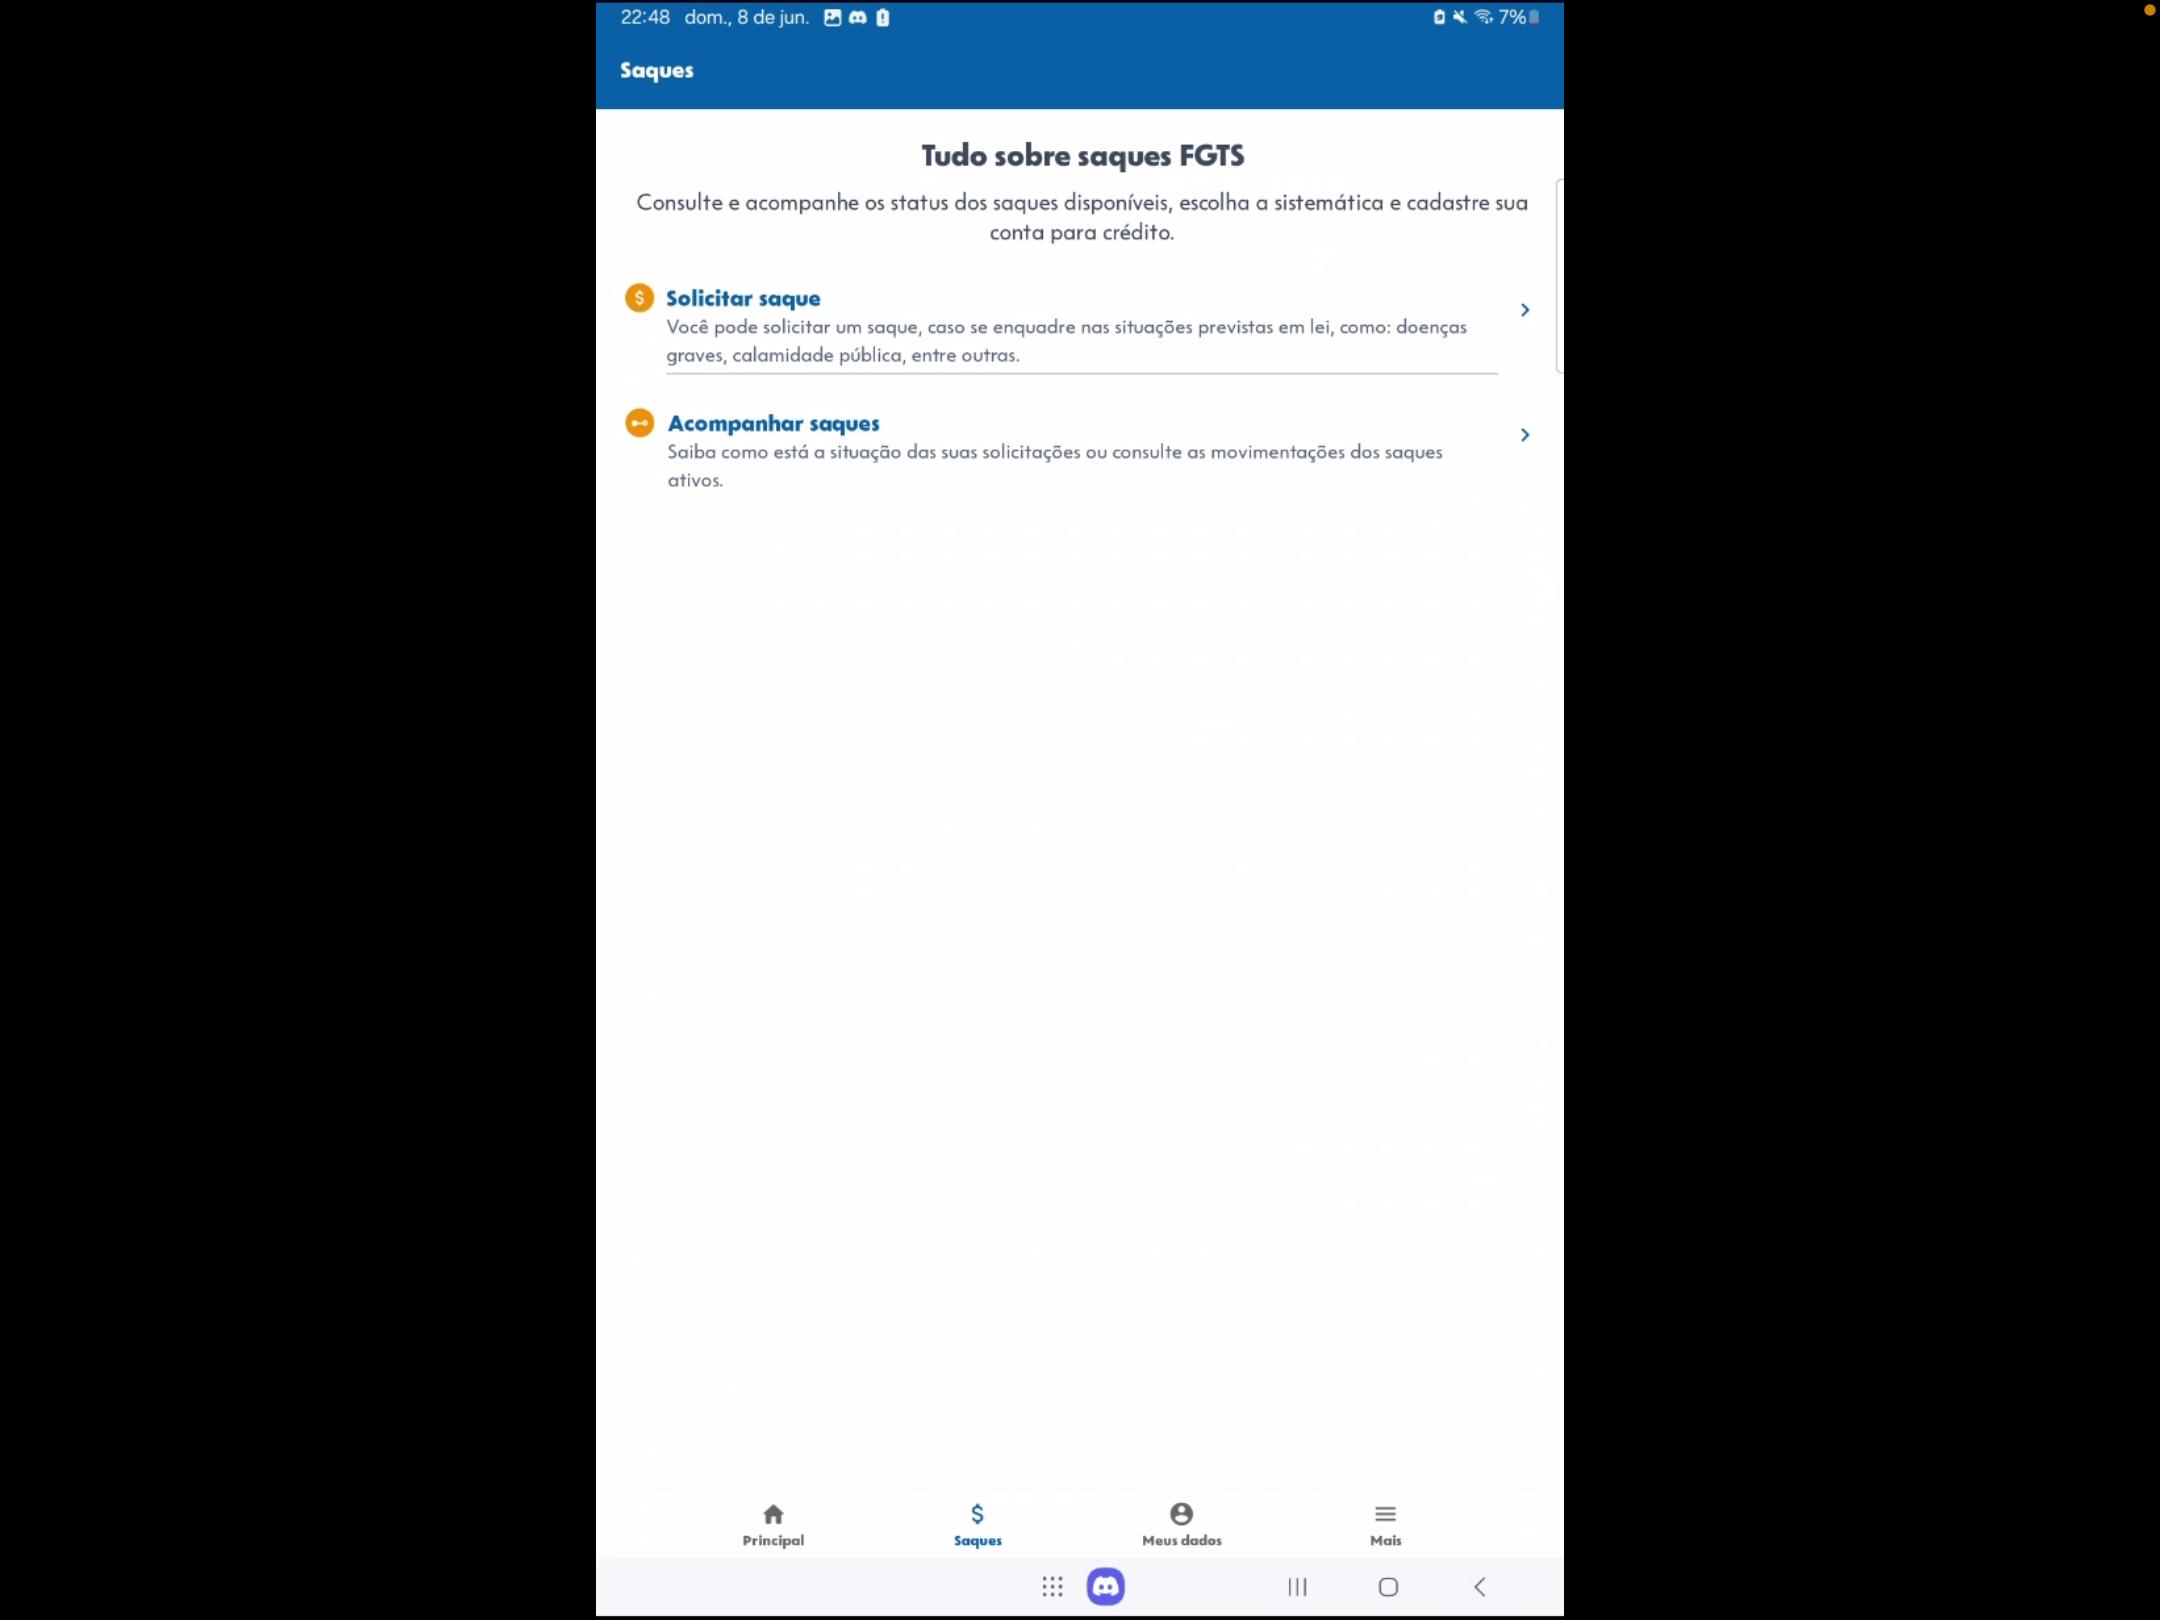 22:48 dom., 8 de jun. 7%
Saques
Tudo sobre saques FGTS
Consulte e acompanhe os status dos saques disponíveis, escolha a sistemática e cadastre sua
conta para crédito.
Solicitar saque
Você pode solicitar um saque, caso se enquadre nas situações previstas em lei, como: doenças
graves, calamidade pública, entre outras.
Acompanhar saques
Saiba como está a situação das suas solicitações ou consulte as movimentações dos saques
ativos.
Principal Saques Meus dados Mais